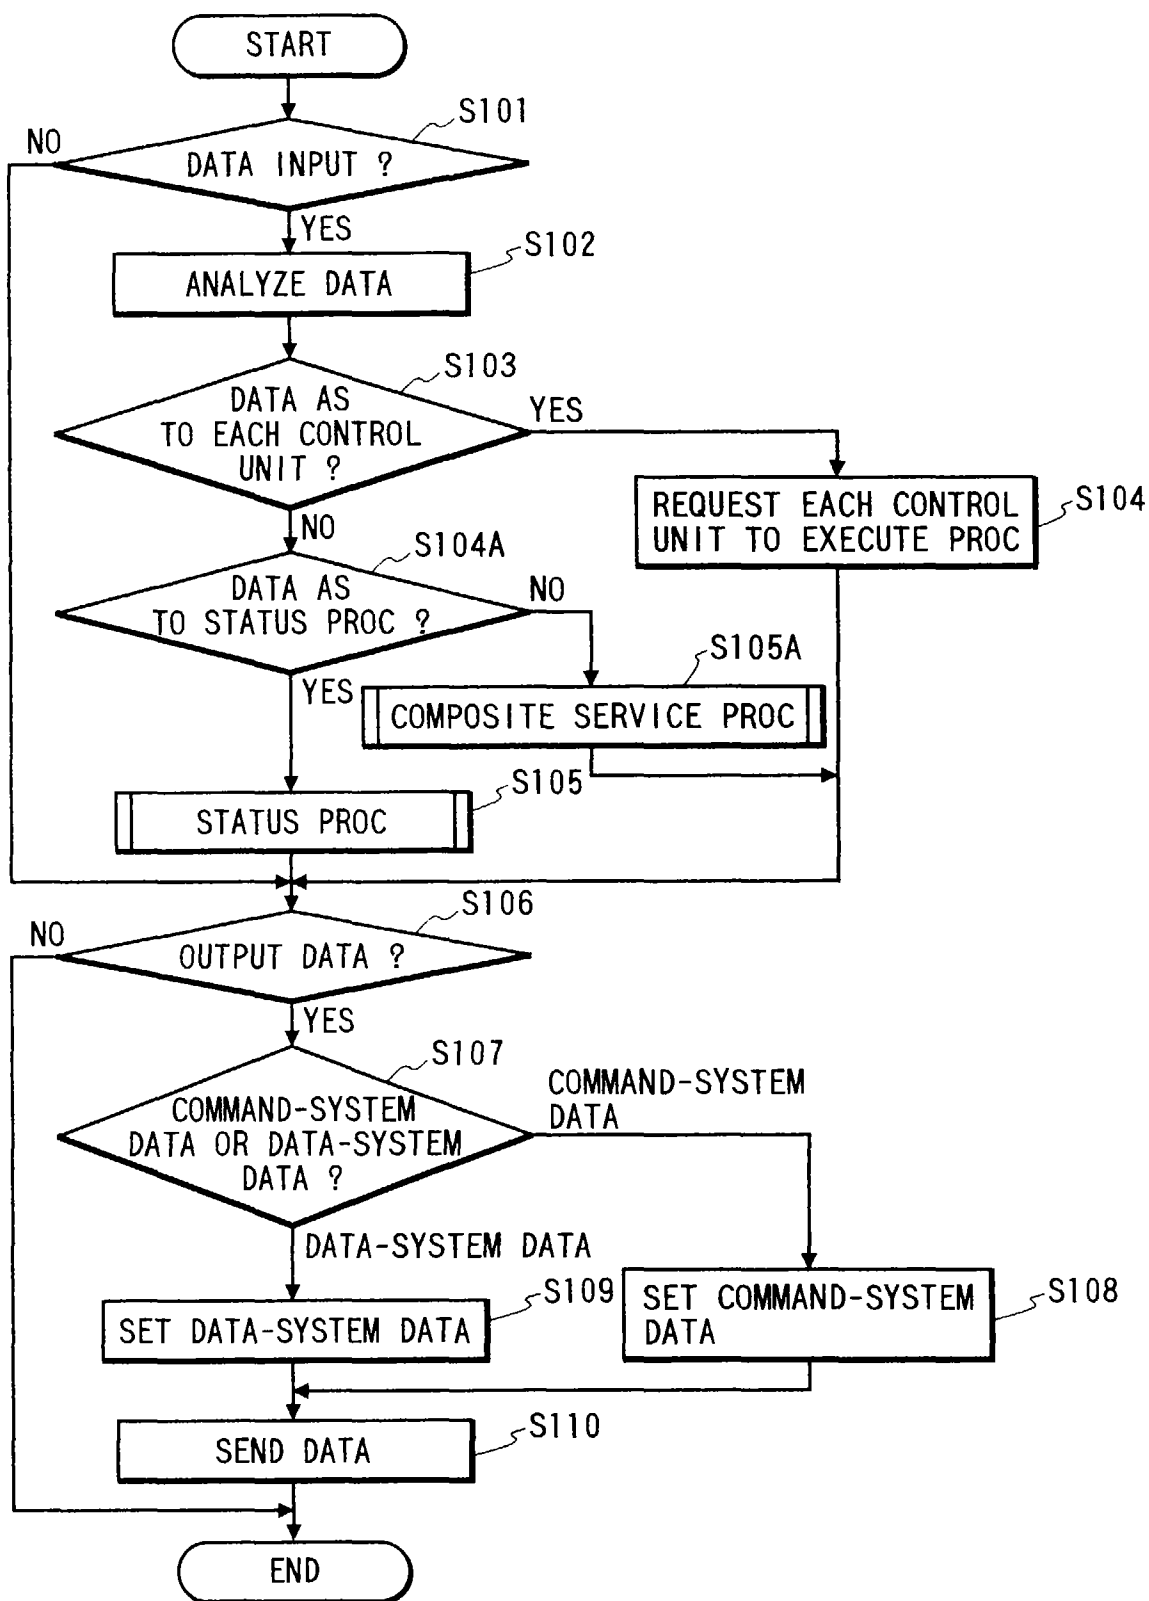 START
S101
NO
DATA INPUT ?
YES
S102
ANALYZE DATA
S103
DATA AS
TO EACH CONTROL
UNIT ?
YES
REQUEST EACH CONTROL
UNIT TO EXECUTE PROC
S104
NO
S104A
DATA AS
TO STATUS PROC ?
NO
S105A
YES
COMPOSITE SERVICE PROC
S105
STATUS PROC
S106
NO
OUTPUT DATA ?
YES
S107
COMMAND-SYSTEM
DATA OR DATA-SYSTEM
DATA ?
COMMAND-SYSTEM
DATA
DATA-SYSTEM DATA
S109
SET DATA-SYSTEM DATA
SET COMMAND-SYSTEM
DATA
S108
S110
SEND DATA
END